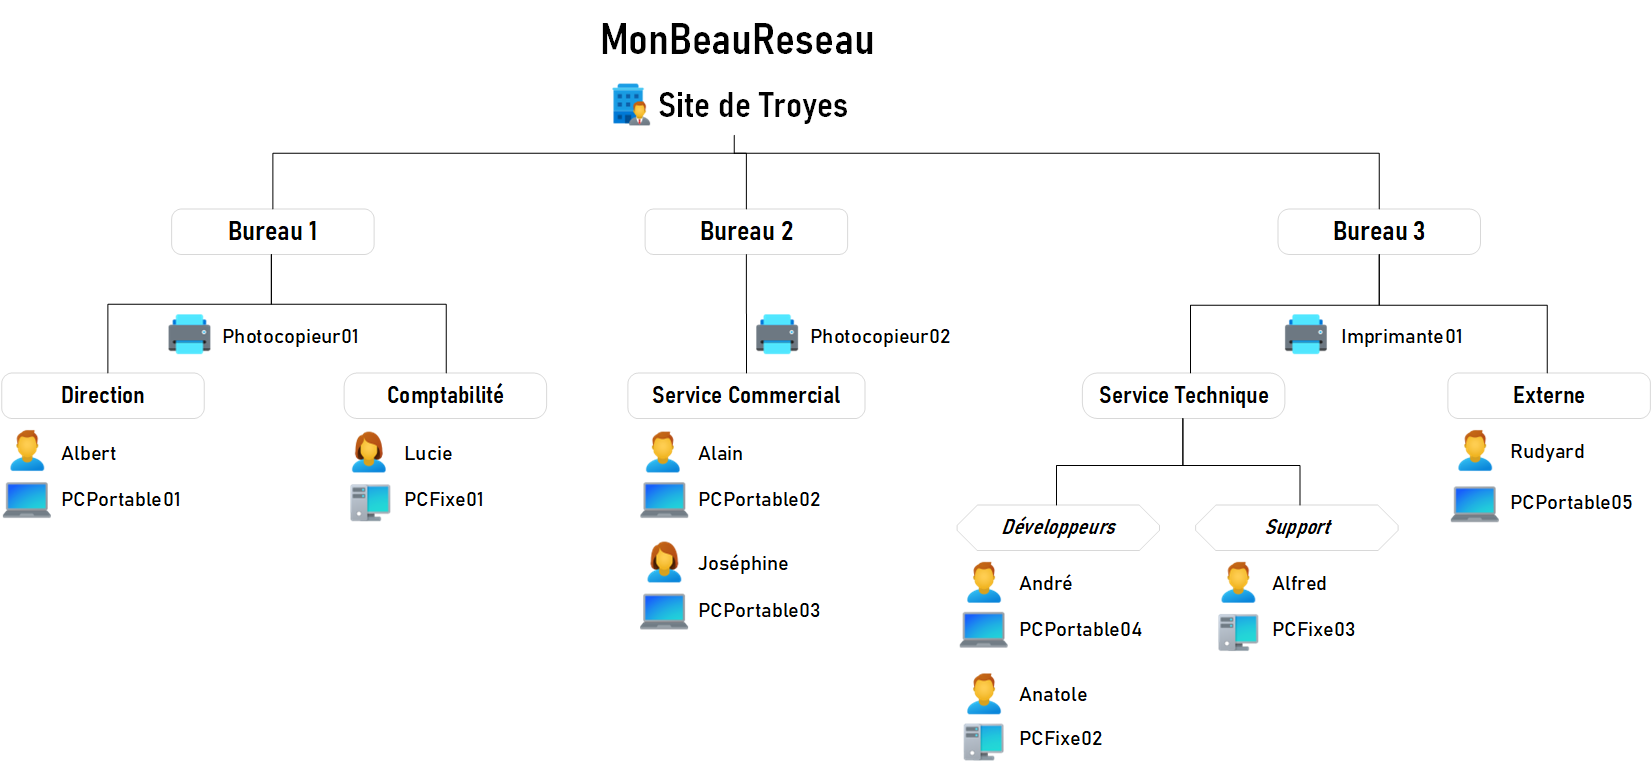 MonBeauReseau
Site de Troyes
Bureau 1
Bureau 2
Bureau 3
Photocopieur01
Photocopieur02
Imprimante01
Direction
Comptabilité
Service Commercial
Service Technique
Externe
Albert
PCPortable01
Lucie
PCFixe01
Alain
PCPortable02
Joséphine
PCPortable03
Développeurs
André
PCPortable04
Anatole
PCFixe02
Support
Alfred
PCFixe03
Rudyard
PCPortable05